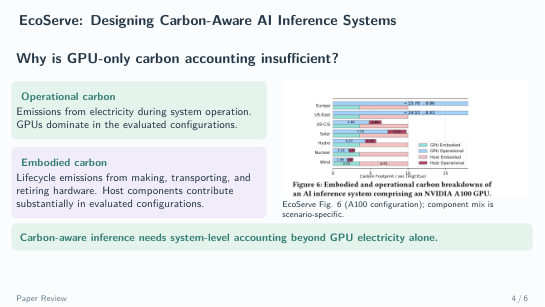 EcoServe: Designing Carbon-Aware AI Inference Systems
Why is GPU-only carbon accounting insufficient?
Operational carbon
Emissions from electricity during system operation.
GPUs dominate in the evaluated configurations.
Embodied carbon
Lifecycle emissions from making, transporting, and
retiring hardware. Host components contribute
substantially in evaluated configurations.
Europe
US-East
US-C/S
Solar
Hydro
Nuclear
Wind
GPU Embodied
GPU Operational
Host Embodied
Host Operational
0 5 10 15
Figure 6: Embodied and operational carbon breakdowns of
an AI inference system comprising an NVIDIA A100 GPU.
EcoServe Fig. 6 (A100 configuration); component mix is
scenario-specific.
Carbon-aware inference needs system-level accounting beyond GPU electricity alone.
Paper Review
4 / 6